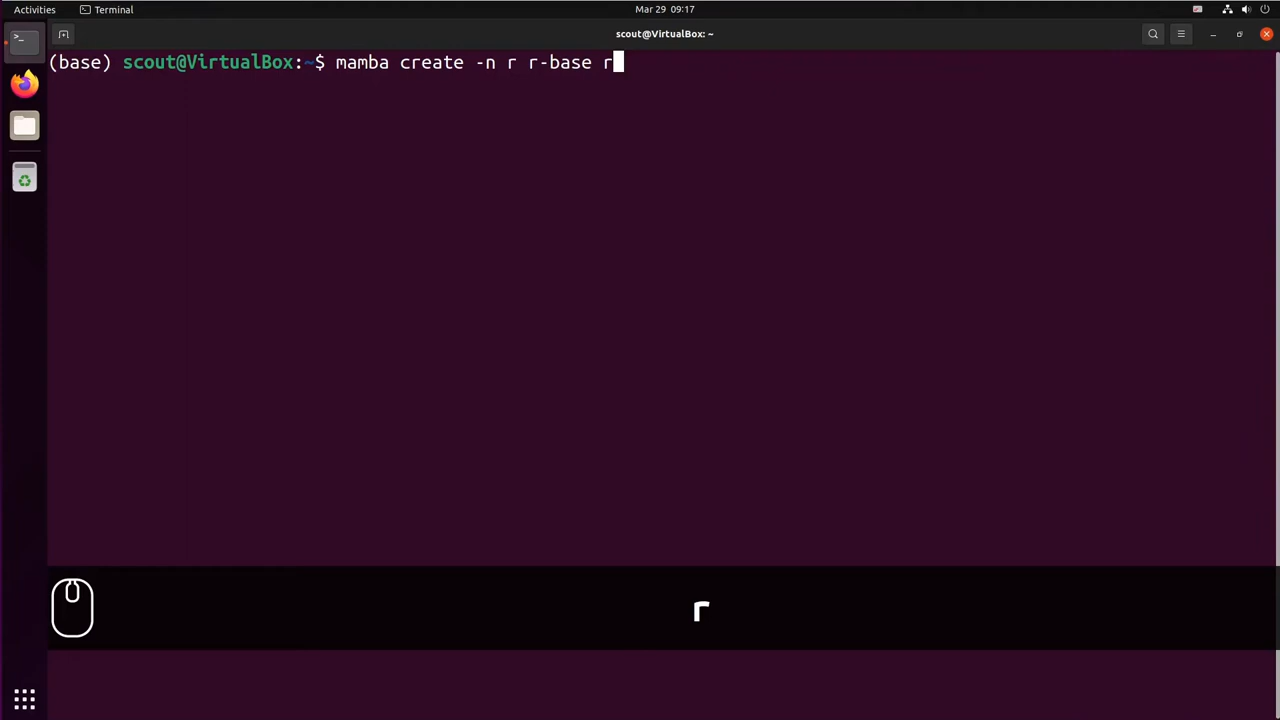 Activities
Terminal
Mar 29 09:17
scout@VirtualBox: ~
(base) scout@VirtualBox:~$ mamba create -n r r-base r
r